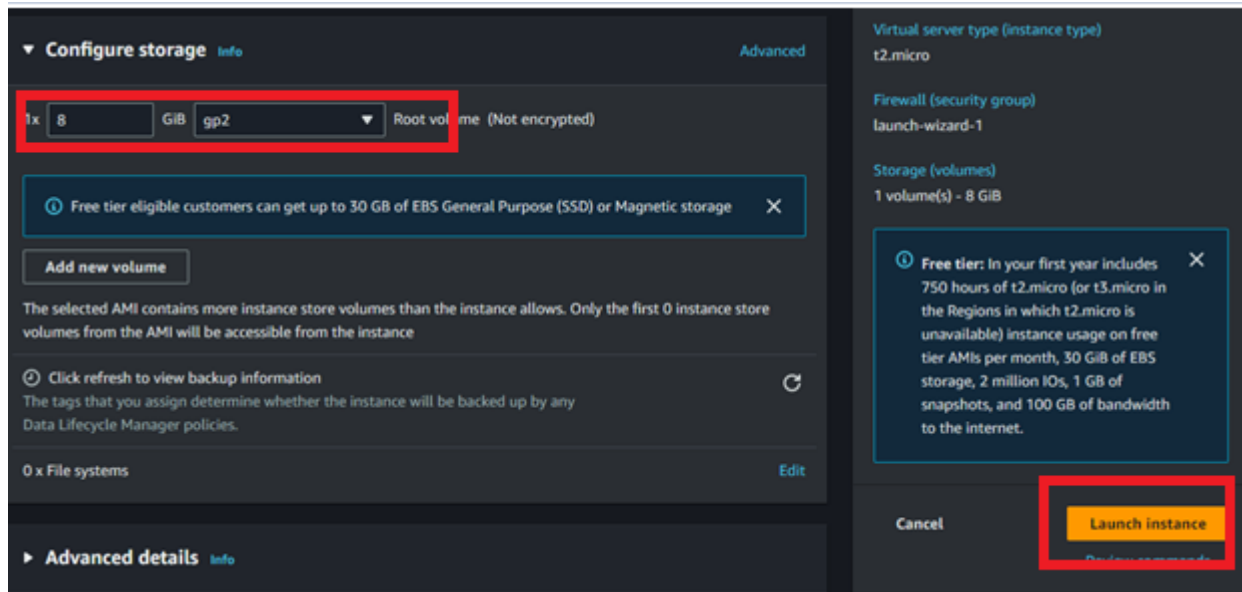 ▼ Configure storage Info
Advanced
1x 8 GiB gp2 ▼ Root volume (Not encrypted)
Free tier eligible customers can get up to 30 GB of EBS General Purpose (SSD) or Magnetic storage
Add new volume
The selected AMI contains more instance store volumes than the instance allows. Only the first 0 instance store
volumes from the AMI will be accessible from the instance
Click refresh to view backup information
The tags that you assign determine whether the instance will be backed up by any
Data Lifecycle Manager policies.
0 x File systems
Edit
▶ Advanced details Info
Virtual server type (instance type)
t2.micro
Firewall (security group)
launch-wizard-1
Storage (volumes)
1 volume(s) - 8 GiB
Free tier: In your first year includes
750 hours of t2.micro (or t3.micro in
the Regions in which t2.micro is
unavailable) instance usage on free
tier AMIs per month, 30 GiB of EBS
storage, 2 million IOs, 1 GB of
snapshots, and 100 GB of bandwidth
to the internet.
Cancel
Launch instance
Review commands